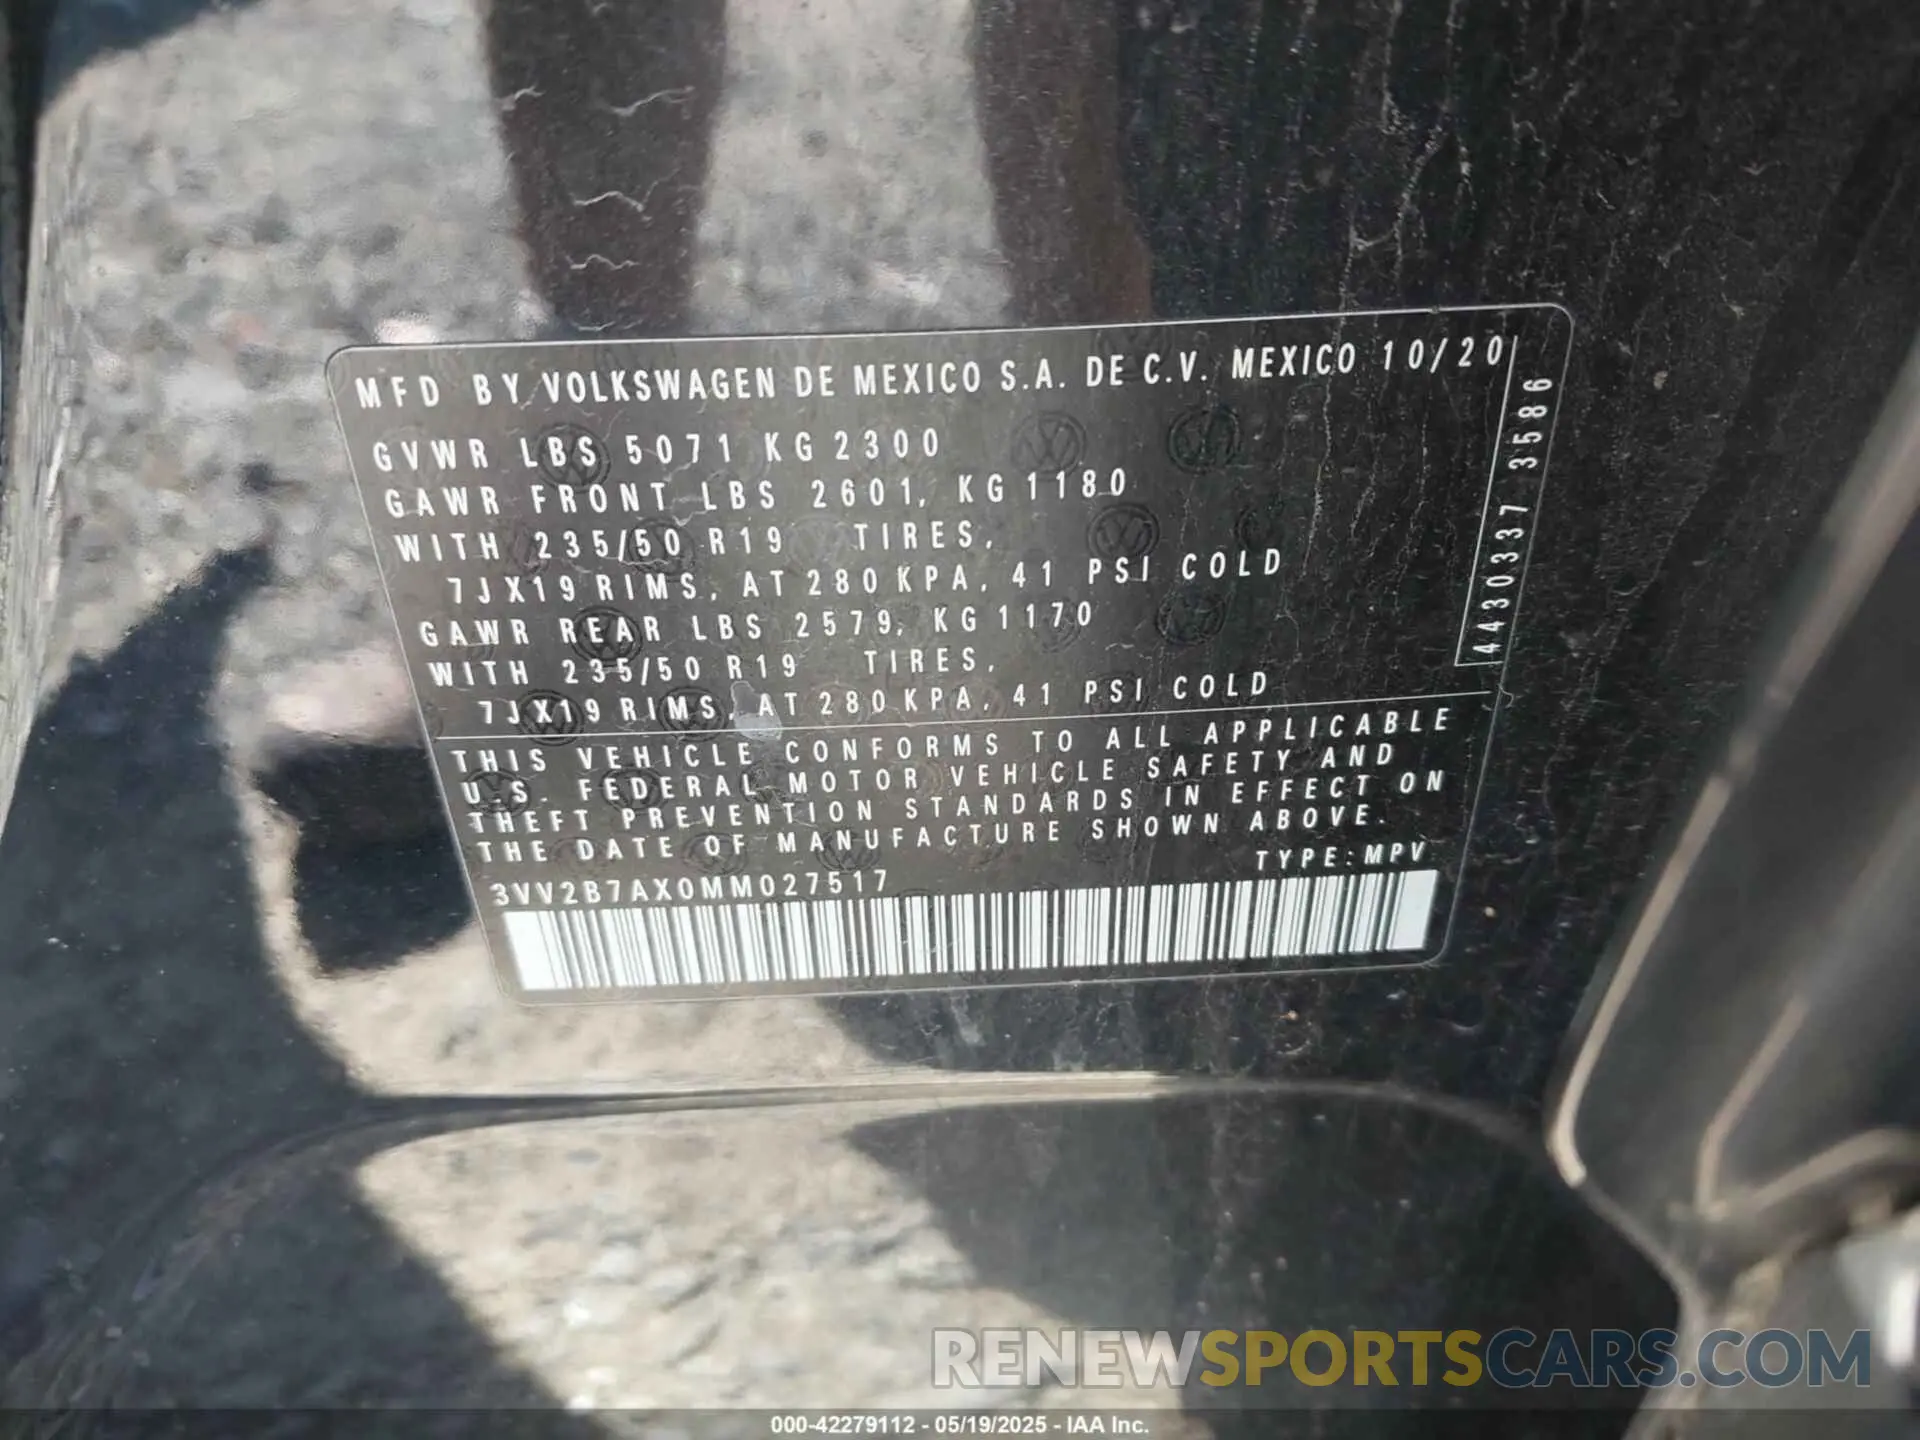 MFD BY VOLKSWAGEN DE MEXICO S.A. DE C.V. MEXICO 10/20
GVWR LBS 5071 KG 2300
GAWR FRONT LBS 2601, KG 1180
WITH 235/50 R19 TIRES,
7JX19 RIMS, AT 280 KPA, 41 PSI COLD
GAWR REAR LBS 2579, KG 1170
WITH 235/50 R19 TIRES,
7JX19 RIMS, AT 280 KPA, 41 PSI COLD
4430337 3586
THIS VEHICLE CONFORMS TO ALL APPLICABLE
U.S. FEDERAL MOTOR VEHICLE SAFETY AND
THEFT PREVENTION STANDARDS IN EFFECT ON
THE DATE OF MANUFACTURE SHOWN ABOVE.
TYPE: MPV
3VV2B7AX0MM027517
RENEWSPORTSCARS.COM
000-42279112 - 05/19/2025 - IAA Inc.